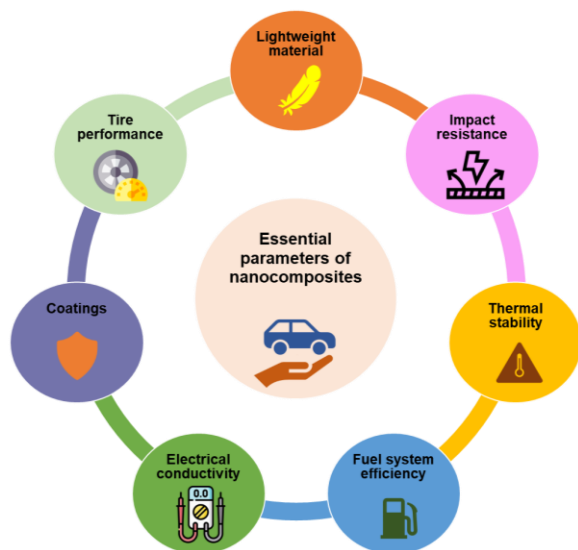 Lightweight
material
Impact
resistance
Thermal
stability
Fuel system
efficiency
Electrical
conductivity
0.0
Coatings
Tire
performance
Essential
parameters of
nanocomposites